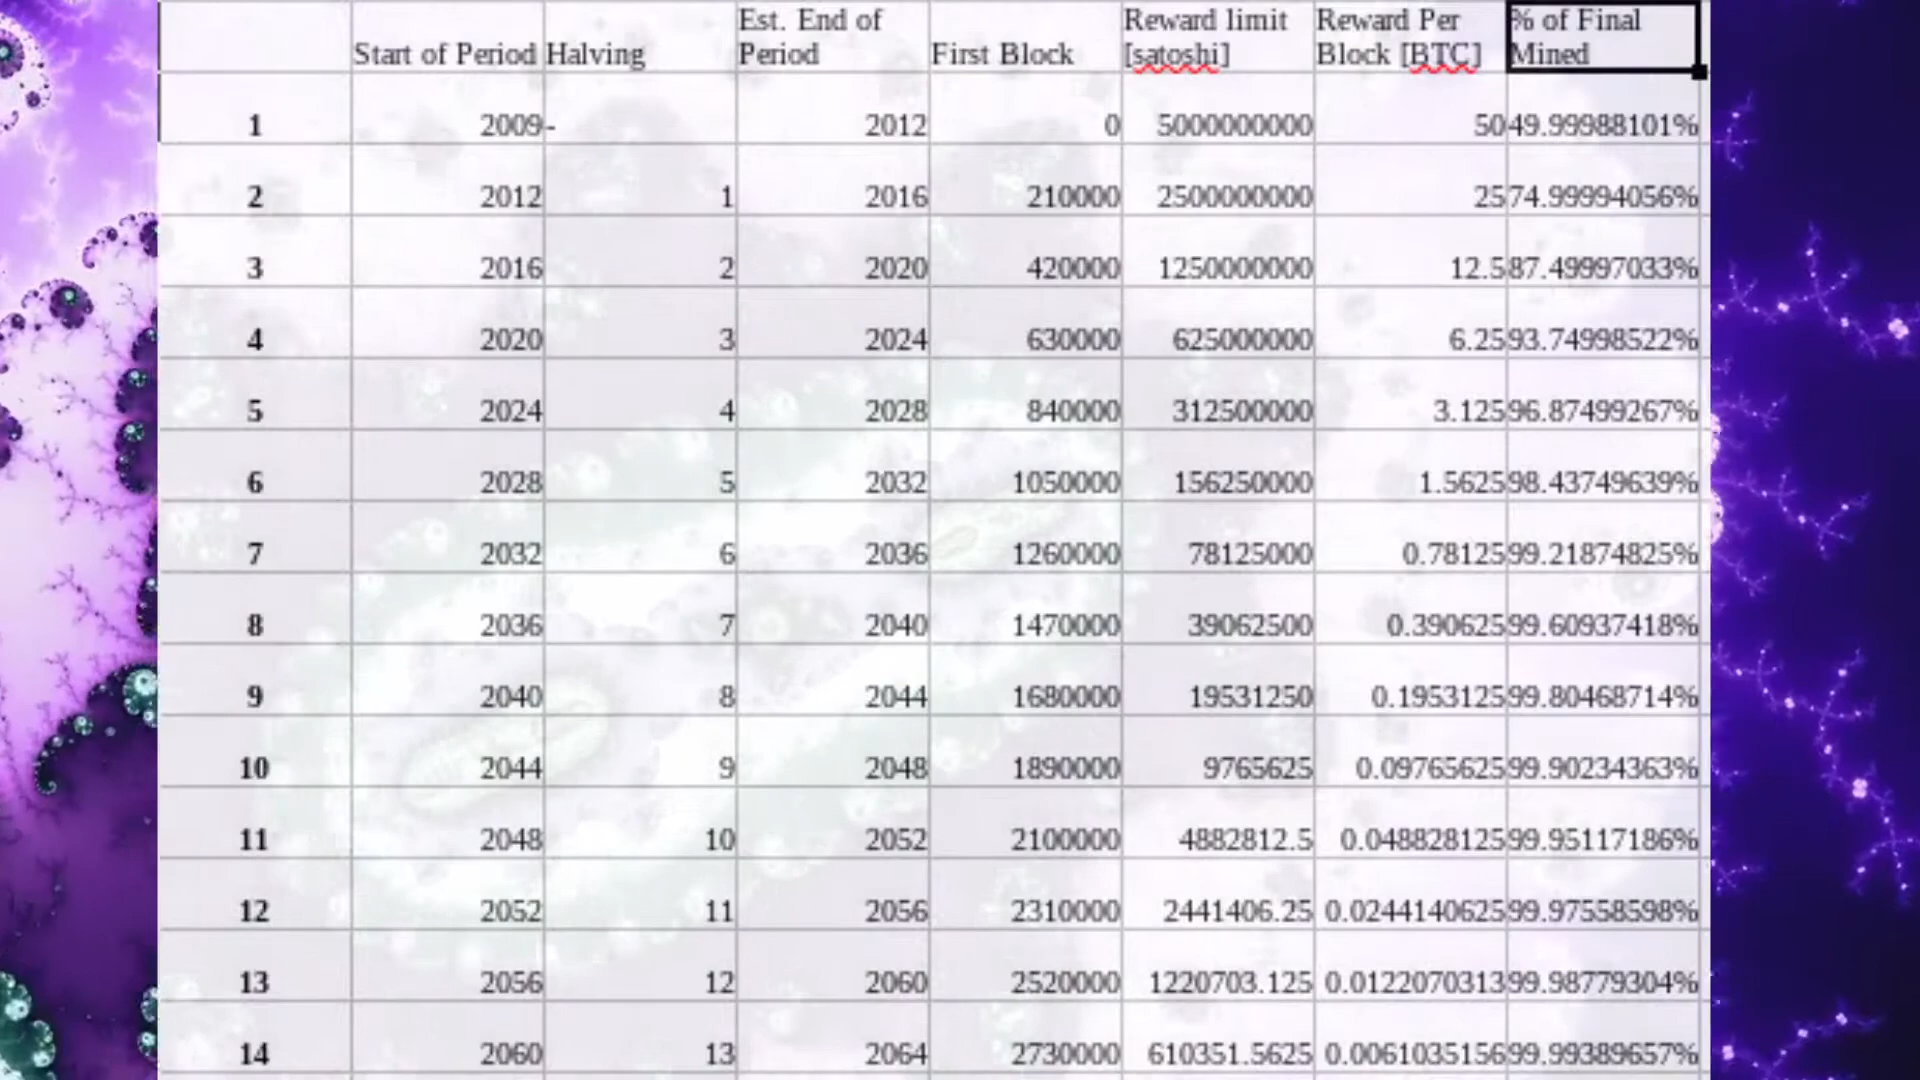 Start of Period Halving Est. End of Period First Block Reward limit [satoshi] Reward Per Block [BTC] % of Final Mined
1 2009 - 2012 0 5000000000 50 49.99988101%
2 2012 1 2016 210000 2500000000 25 74.99994056%
3 2016 2 2020 420000 1250000000 12.5 87.49997033%
4 2020 3 2024 630000 625000000 6.25 93.74998522%
5 2024 4 2028 840000 312500000 3.125 96.87499267%
6 2028 5 2032 1050000 156250000 1.5625 98.43749639%
7 2032 6 2036 1260000 78125000 0.78125 99.21874825%
8 2036 7 2040 1470000 39062500 0.390625 99.60937418%
9 2040 8 2044 1680000 19531250 0.1953125 99.80468714%
10 2044 9 2048 1890000 9765625 0.09765625 99.90234363%
11 2048 10 2052 2100000 4882812.5 0.048828125 99.95117186%
12 2052 11 2056 2310000 2441406.25 0.0244140625 99.97558598%
13 2056 12 2060 2520000 1220703.125 0.0122070313 99.98779304%
14 2060 13 2064 2730000 610351.5625 0.0061035156 99.99389657%